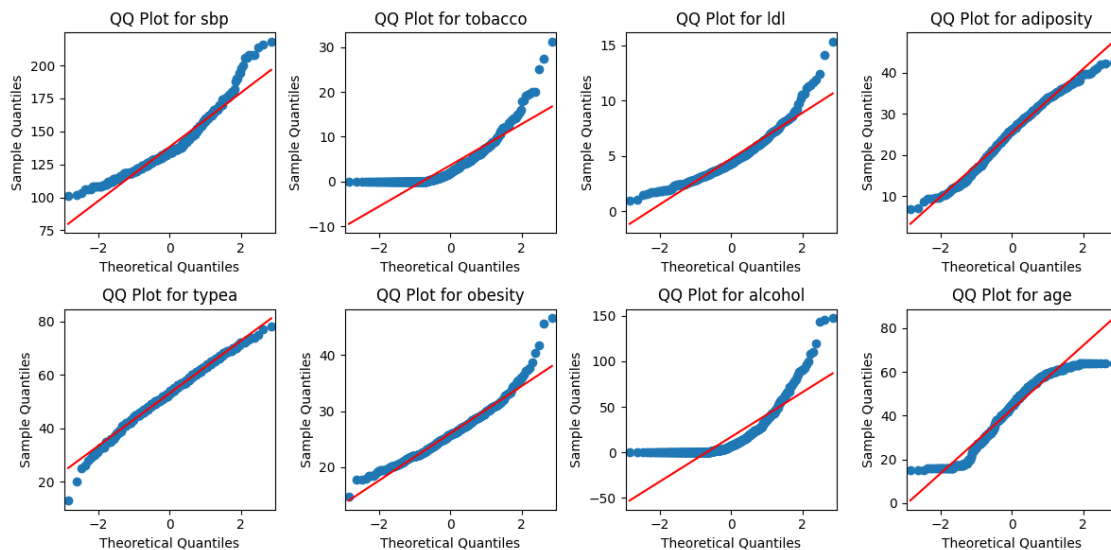 QQ Plot for sbp
QQ Plot for tobacco
QQ Plot for ldl
QQ Plot for adiposity
Sample Quantiles
200
175
150
125
100
75
−2
0
2
Theoretical Quantiles
Sample Quantiles
30
20
10
0
−10
−2
0
2
Theoretical Quantiles
Sample Quantiles
15
10
5
0
−2
0
2
Theoretical Quantiles
Sample Quantiles
40
30
20
10
−2
0
2
Theoretical Quantiles
QQ Plot for typea
QQ Plot for obesity
QQ Plot for alcohol
QQ Plot for age
Sample Quantiles
80
60
40
20
−2
0
2
Theoretical Quantiles
Sample Quantiles
40
30
20
−2
0
2
Theoretical Quantiles
Sample Quantiles
150
100
50
0
−50
−2
0
2
Theoretical Quantiles
Sample Quantiles
80
60
40
20
0
−2
0
2
Theoretical Quantiles